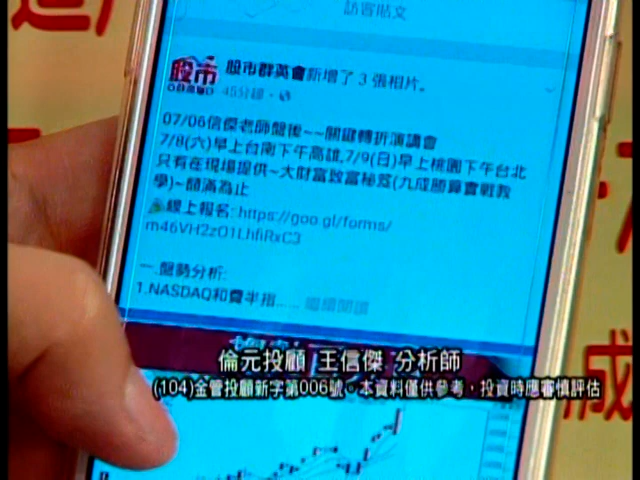 訪客貼文
股市
股市群英會新增了 3 張相片。
45分鐘
07/06信傑老師盤後~~關鍵轉折演講會
7/8(六)早上台南下午高雄,7/9(日)早上桃園下午台北
只有在現場提供~大財富致富秘笈(九成勝算實戰教
學)~額滿為止
線上報名: https://goo.gl/forms/
m46VH2zO1LhfiRxC3
一.盤勢分析:
1.NASDAQ和費半指...... 繼續閱讀
倫元投顧 王信傑 分析師
(104)金管投顧新字第006號。本資料僅供參考，投資時應審慎評估